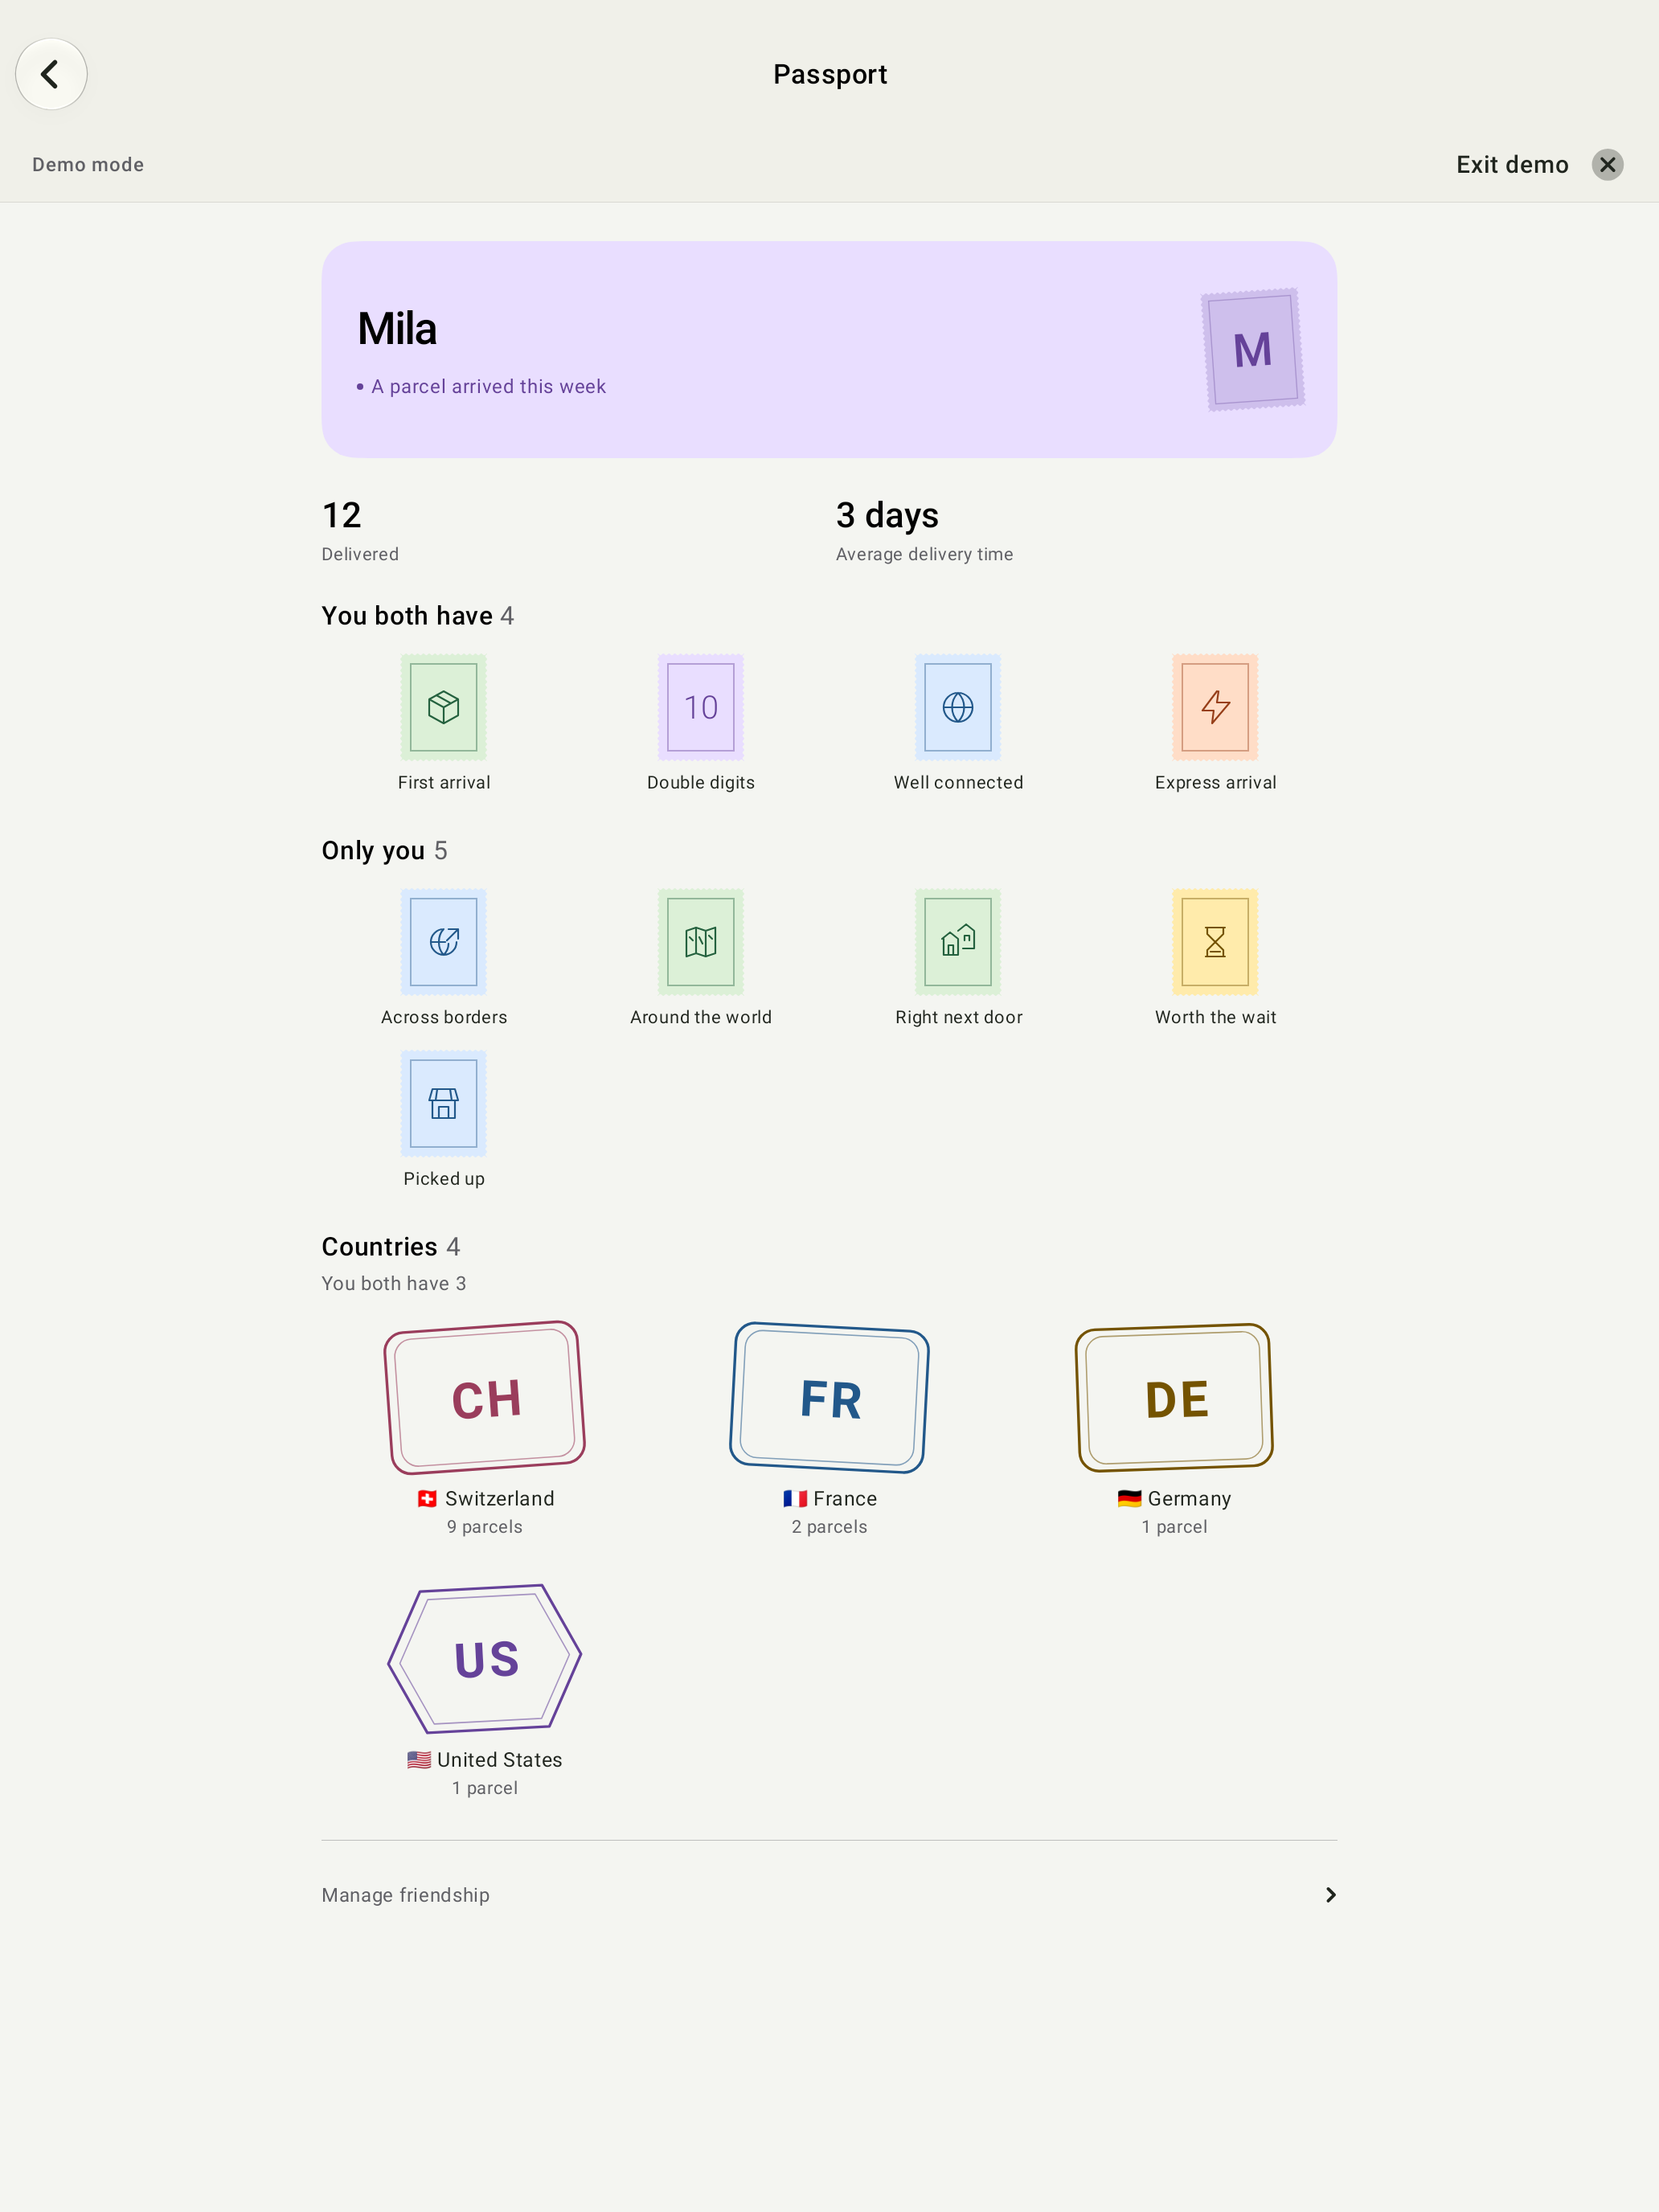 Passport
Demo mode
Exit demo
Mila
• A parcel arrived this week
M
12
Delivered
3 days
Average delivery time
You both have 4
10
First arrival
Double digits
Well connected
Express arrival
Only you 5
Across borders
Around the world
Right next door
Worth the wait
Picked up
Countries 4
You both have 3
CH
FR
DE
🇨🇭 Switzerland
🇫🇷 France
🇩🇪 Germany
9 parcels
2 parcels
1 parcel
US
🇺🇸 United States
1 parcel
Manage friendship